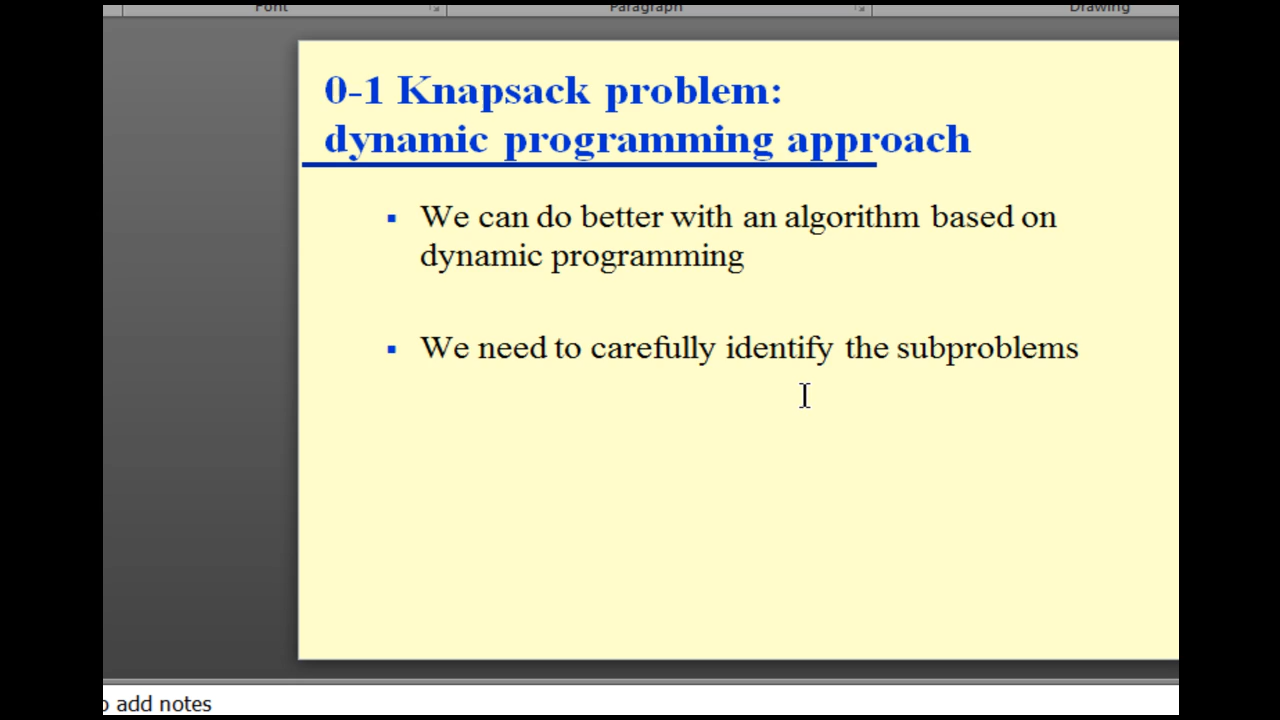 Font Paragraph Drawing
0-1 Knapsack problem:
dynamic programming approach
▪ We can do better with an algorithm based on
dynamic programming
▪ We need to carefully identify the subproblems
add notes